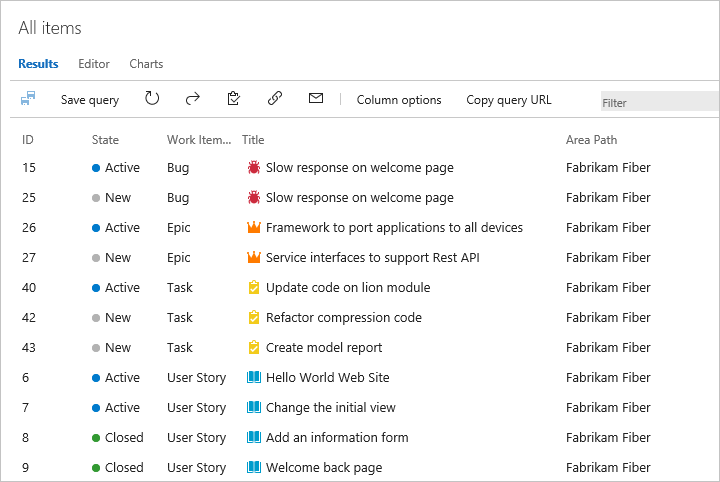 All items
Results Editor Charts
Save query Column options Copy query URL Filter
ID State Work Item... Title Area Path
15 Active Bug Slow response on welcome page Fabrikam Fiber
25 New Bug Slow response on welcome page Fabrikam Fiber
26 Active Epic Framework to port applications to all devices Fabrikam Fiber
27 New Epic Service interfaces to support Rest API Fabrikam Fiber
40 Active Task Update code on lion module Fabrikam Fiber
42 New Task Refactor compression code Fabrikam Fiber
43 New Task Create model report Fabrikam Fiber
6 Active User Story Hello World Web Site Fabrikam Fiber
7 Active User Story Change the initial view Fabrikam Fiber
8 Closed User Story Add an information form Fabrikam Fiber
9 Closed User Story Welcome back page Fabrikam Fiber